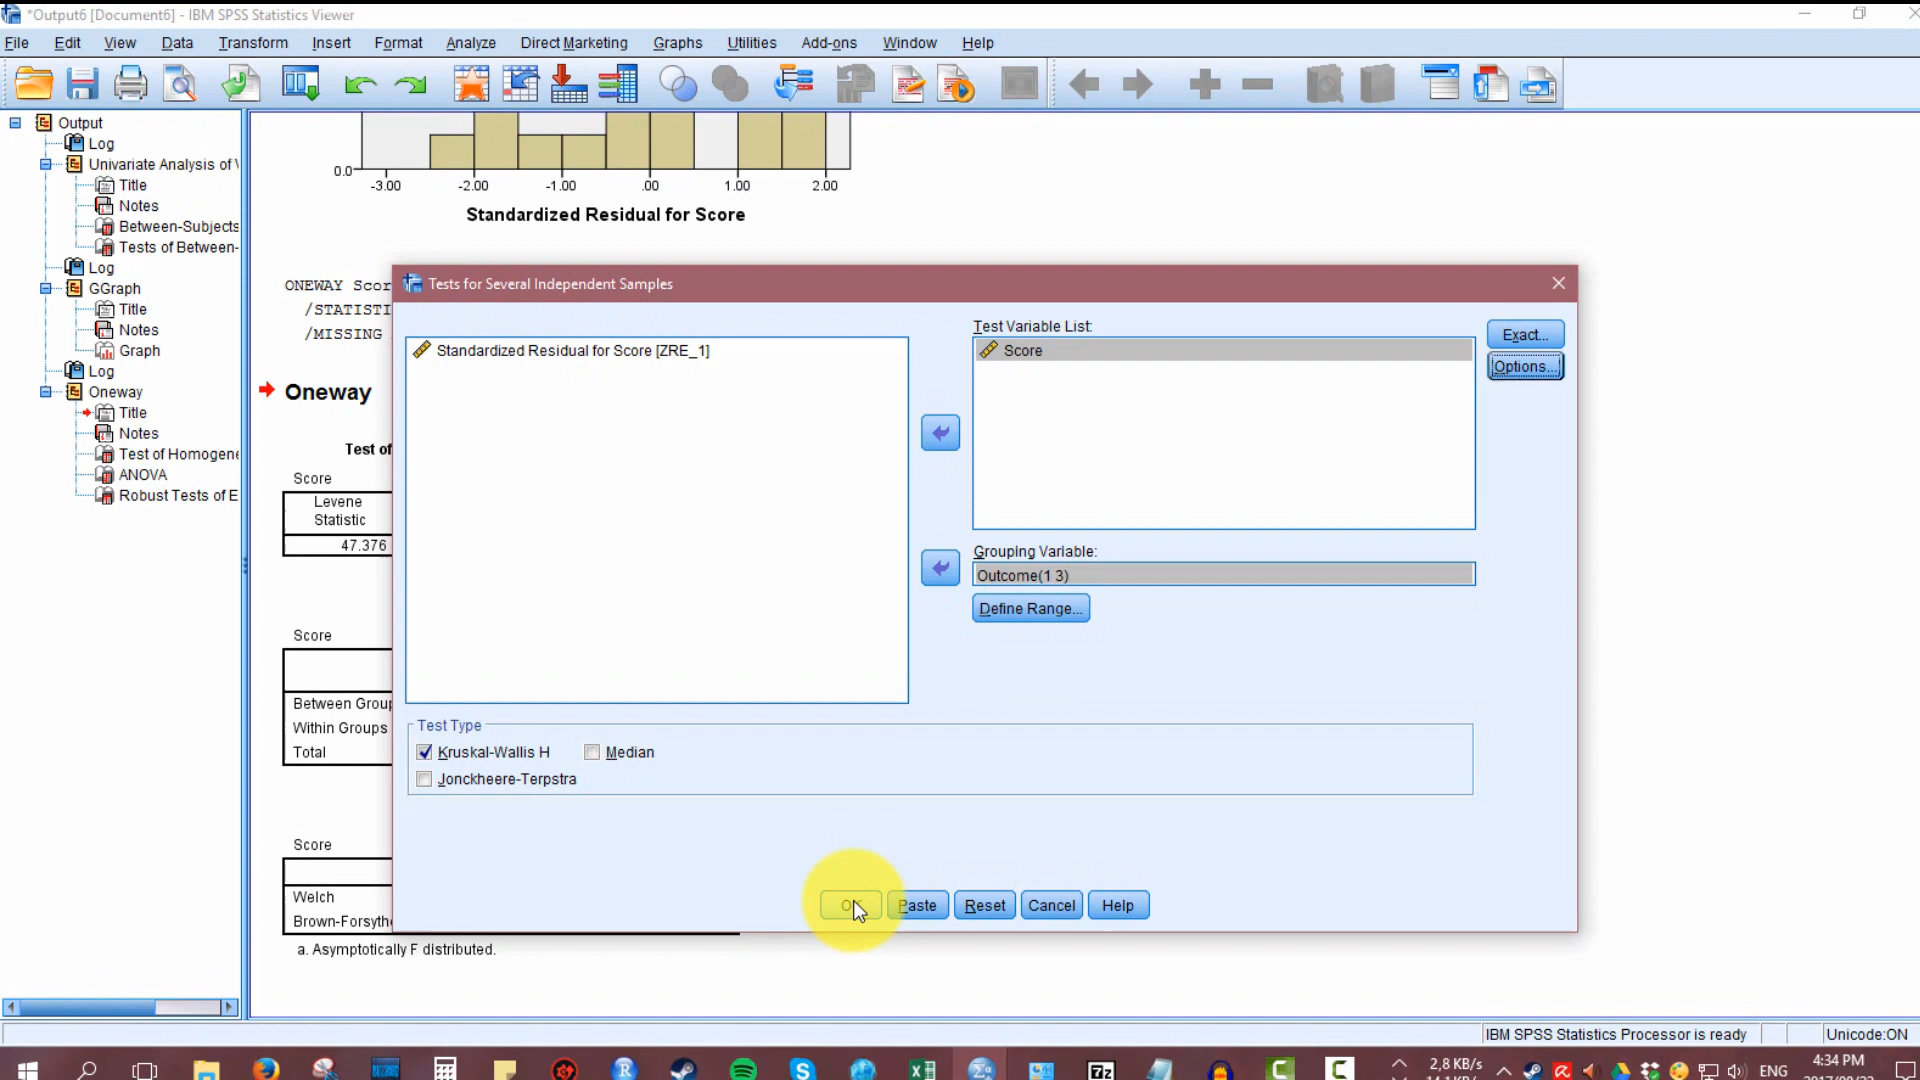 *Output6 [Document6] - IBM SPSS Statistics Viewer
File Edit View Data Transform Insert Format Analyze Direct Marketing Graphs Utilities Add-ons Window Help
Output
Log
Univariate Analysis of
Title
Notes
Between-Subjects
Tests of Between-
Log
GGraph
Title
Notes
Graph
Log
Oneway
Title
Notes
Test of Homogene
ANOVA
Robust Tests of E
0.0
-3.00 -2.00 -1.00 .00 1.00 2.00
Standardized Residual for Score
ONEWAY Scor
/STATISTI
/MISSING
Oneway
Test of
Score
Levene
Statistic
47.376
Score
Between Grou
Within Groups
Total
Score
Welch
Brown-Forsythe
a. Asymptotically F distributed.
Tests for Several Independent Samples
Standardized Residual for Score [ZRE_1]
Test Variable List:
Score
Exact...
Options...
Grouping Variable:
Outcome(1 3)
Define Range...
Test Type
Kruskal-Wallis H Median
Jonckheere-Terpstra
Paste Reset Cancel Help
IBM SPSS Statistics Processor is ready Unicode:ON
2,8 KB/s
ENG
4:34 PM